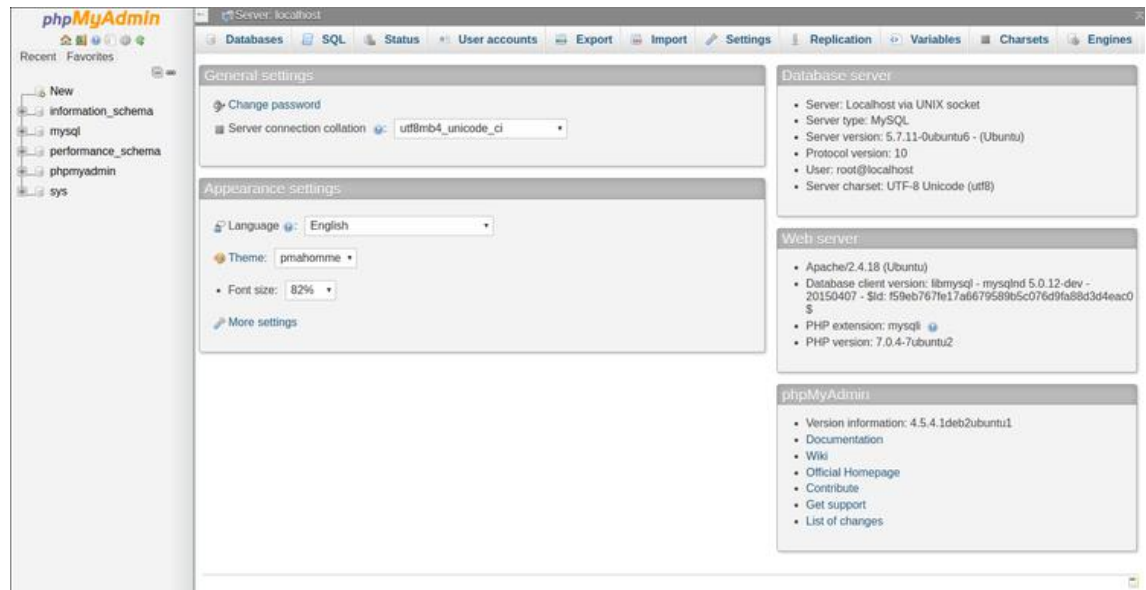 phpMyAdmin
Recent Favorites
New
information_schema
mysql
performance_schema
phpmyadmin
sys
Server: localhost
Databases SQL Status User accounts Export Import Settings Replication Variables Charsets Engines
General settings
Change password
Server connection collation : utf8mb4_unicode_ci
Appearance settings
Language : English
Theme: pmahomme
Font size: 82%
More settings
Database server
Server: Localhost via UNIX socket
Server type: MySQL
Server version: 5.7.11-0ubuntu6 - (Ubuntu)
Protocol version: 10
User: root@localhost
Server charset: UTF-8 Unicode (utf8)
Web server
Apache/2.4.18 (Ubuntu)
Database client version: libmysql - mysqlnd 5.0.12-dev -
20150407 - $Id: f59eb767fe17a6679589b5c076d9fa88d3d4eac0
$
PHP extension: mysqli
PHP version: 7.0.4-7ubuntu2
phpMyAdmin
Version information: 4.5.4.1deb2ubuntu1
Documentation
Wiki
Official Homepage
Contribute
Get support
List of changes